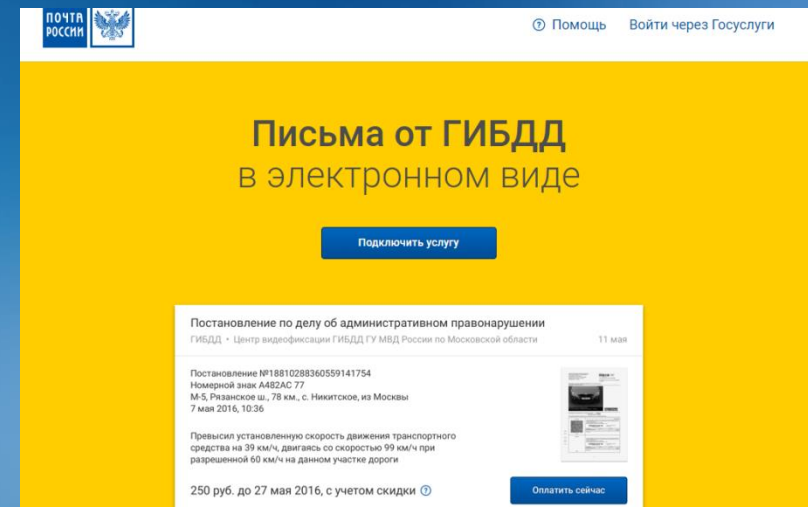 ПОЧТА
РОССИИ
Помощь Войти через Госуслуги
Письма от ГИБДД
в электронном виде
Подключить услугу
Постановление по делу об административном правонарушении
ГИБДД • Центр видеофиксации ГИБДД ГУ МВД России по Московской области 11 мая
Постановление №18810288360559141754
Номерной знак А482АС 77
М-5, Рязанское ш., 78 км., с. Никитское, из Москвы
7 мая 2016, 10:36
Превысил установленную скорость движения транспортного
средства на 39 км/ч, двигаясь со скоростью 99 км/ч при
разрешенной 60 км/ч на данном участке дороги
250 руб. до 27 мая 2016, с учетом скидки
Оплатить сейчас